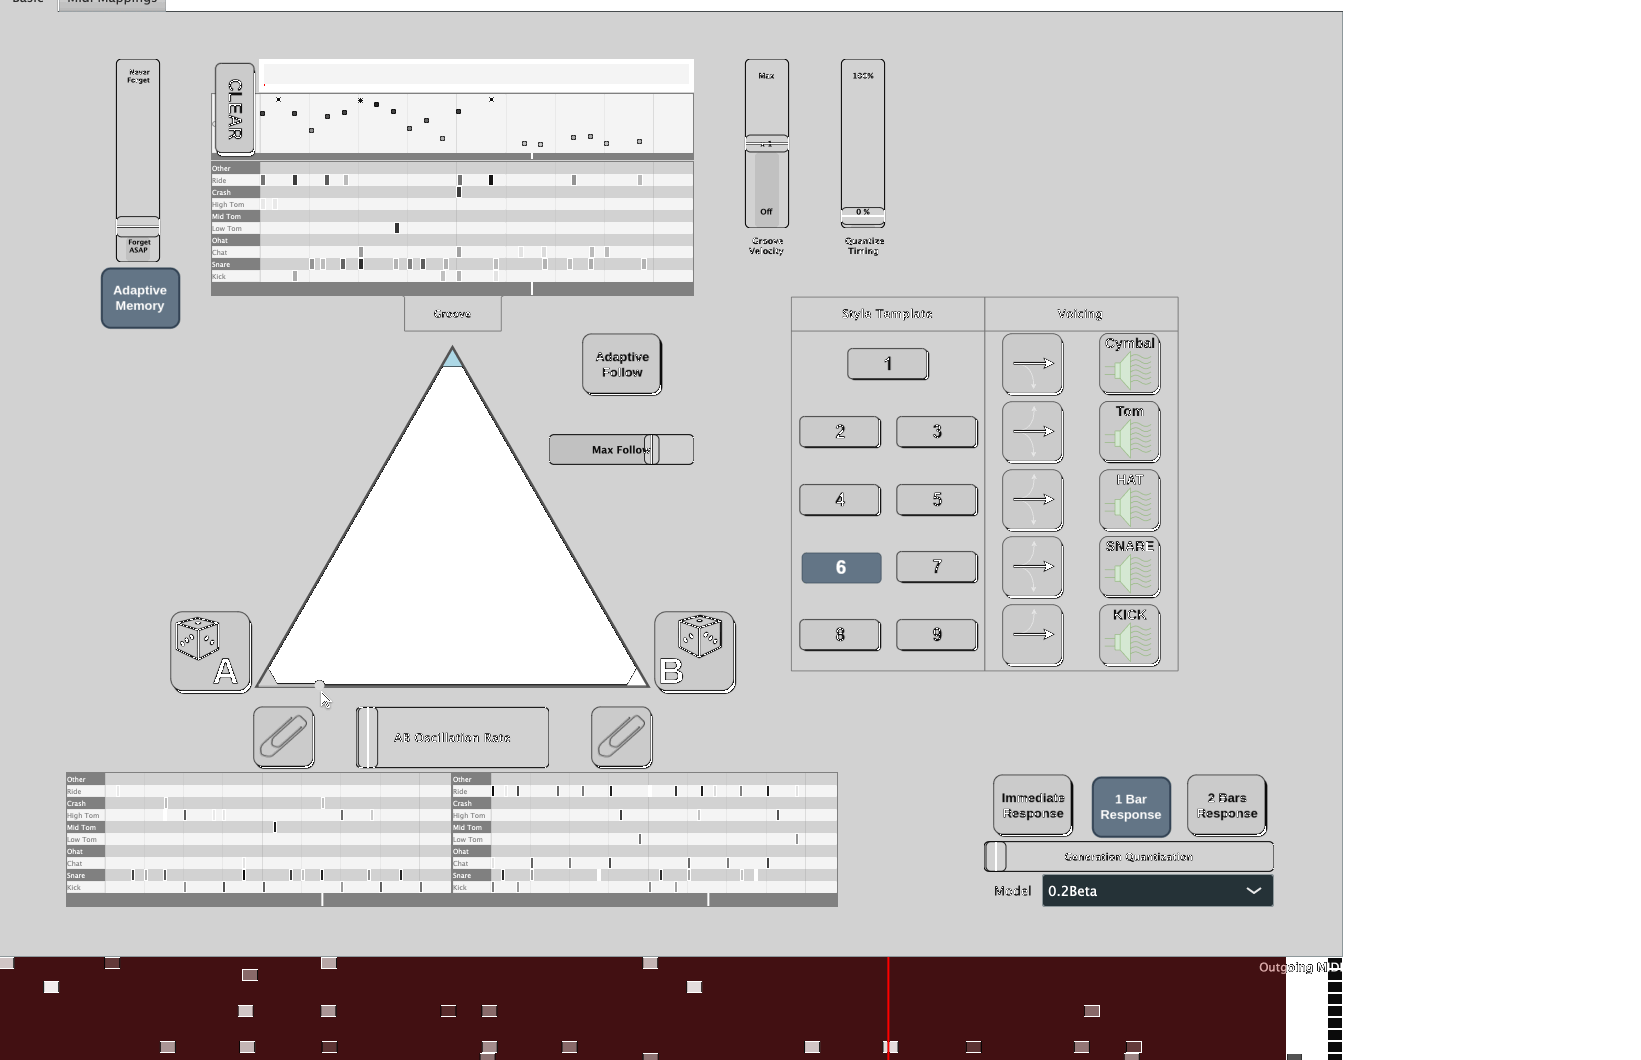 Basic
Midi Mappings
Never
Forget
Forget
ASAP
Adaptive
Memory
CLEAR
Other
Ride
Crash
High Tom
Mid Tom
Low Tom
Ohat
Chat
Snare
Kick
Groove
Max
Off
Groove
Velocity
100%
0 %
Quantize
Timing
Adaptive
Follow
Max Follow
Style Template
Voicing
1
2
3
4
5
6
7
8
9
Cymbal
Tom
HAT
SNARE
KICK
A
B
AB Oscillation Rate
Other
Ride
Crash
High Tom
Mid Tom
Low Tom
Ohat
Chat
Snare
Kick
Other
Ride
Crash
High Tom
Mid Tom
Low Tom
Ohat
Chat
Snare
Kick
Immediate
Response
1 Bar
Response
2 Bars
Response
Generation Quantization
Model
0.2Beta
Outgoing MIDI